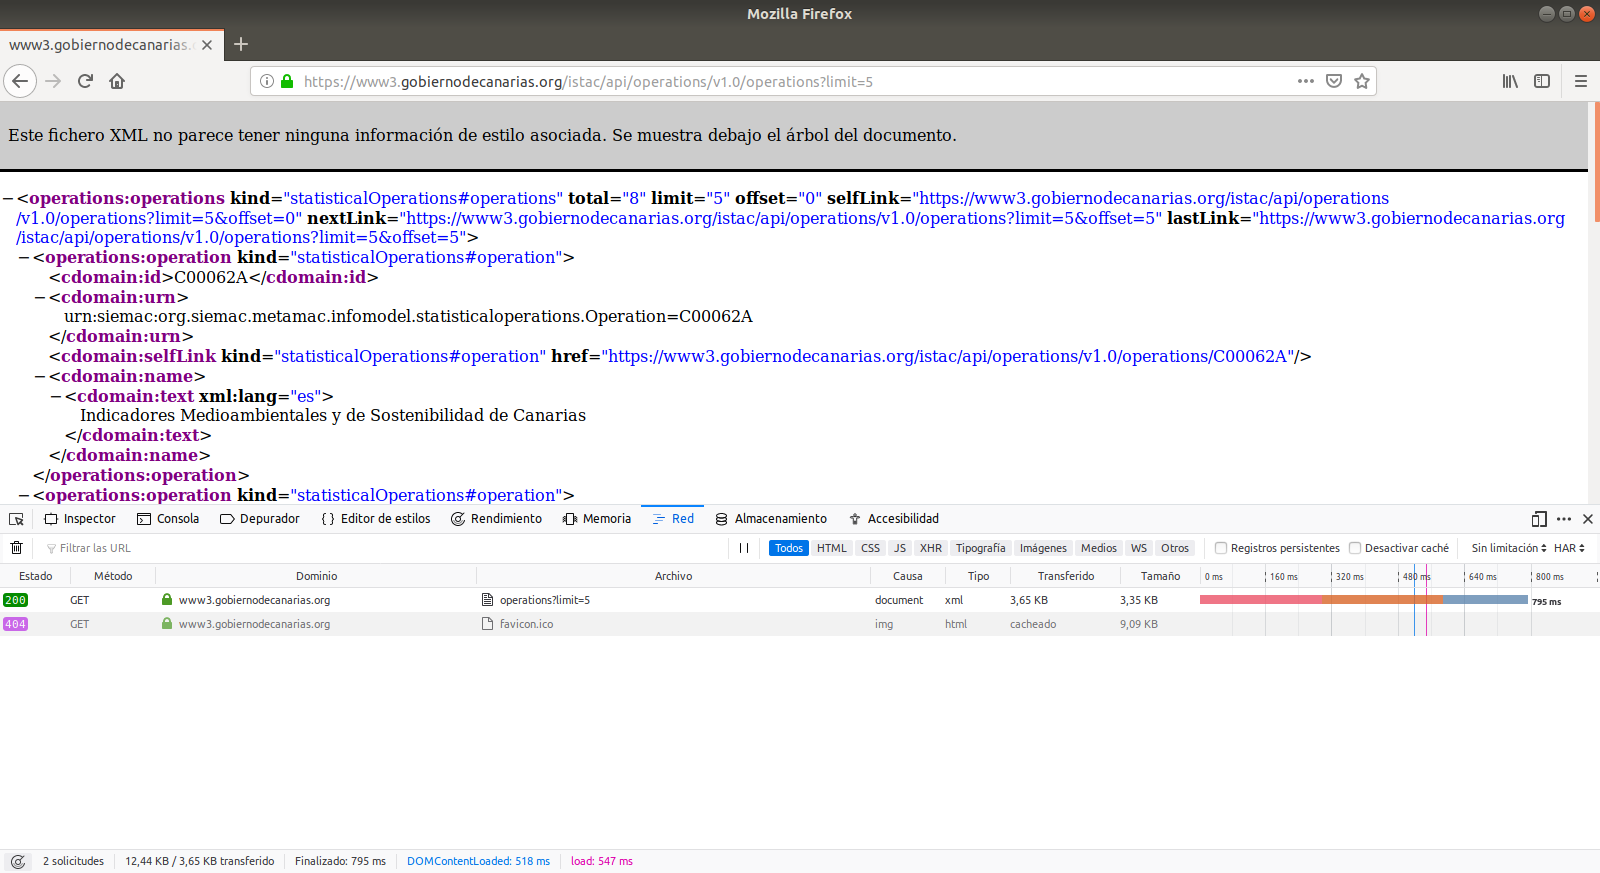 Mozilla Firefox
www3.gobiernodecanarias.
https://www3.gobiernodecanarias.org/istac/api/operations/v1.0/operations?limit=5
Este fichero XML no parece tener ninguna información de estilo asociada. Se muestra debajo el árbol del documento.
−<operations:operations kind="statisticalOperations#operations" total="8" limit="5" offset="0" selfLink="https://www3.gobiernodecanarias.org/istac/api/operations
/v1.0/operations?limit=5&offset=0" nextLink="https://www3.gobiernodecanarias.org/istac/api/operations/v1.0/operations?limit=5&offset=5" lastLink="https://www3.gobiernodecanarias.org
/istac/api/operations/v1.0/operations?limit=5&offset=5">
−<operations:operation kind="statisticalOperations#operation">
<cdomain:id>C00062A</cdomain:id>
−<cdomain:urn>
urn:siemac:org.siemac.metamac.infomodel.statisticaloperations.Operation=C00062A
</cdomain:urn>
<cdomain:selfLink kind="statisticalOperations#operation" href="https://www3.gobiernodecanarias.org/istac/api/operations/v1.0/operations/C00062A"/>
−<cdomain:name>
−<cdomain:text xml:lang="es">
Indicadores Medioambientales y de Sostenibilidad de Canarias
</cdomain:text>
</cdomain:name>
</operations:operation>
−<operations:operation kind="statisticalOperations#operation">
Inspector Consola Depurador Editor de estilos Rendimiento Memoria Red Almacenamiento Accesibilidad
Filtrar las URL Todos HTML CSS JS XHR Tipografía Imágenes Medios WS Otros Registros persistentes Desactivar caché Sin limitación HAR
Estado Método Dominio Archivo Causa Tipo Transferido Tamaño 0 ms 160 ms 320 ms 480 ms 640 ms 800 ms
200 GET www3.gobiernodecanarias.org operations?limit=5 document xml 3,65 KB 3,35 KB 795 ms
404 GET www3.gobiernodecanarias.org favicon.ico img html cacheado 9,09 KB
2 solicitudes 12,44 KB / 3,65 KB transferido Finalizado: 795 ms DOMContentLoaded: 518 ms load: 547 ms